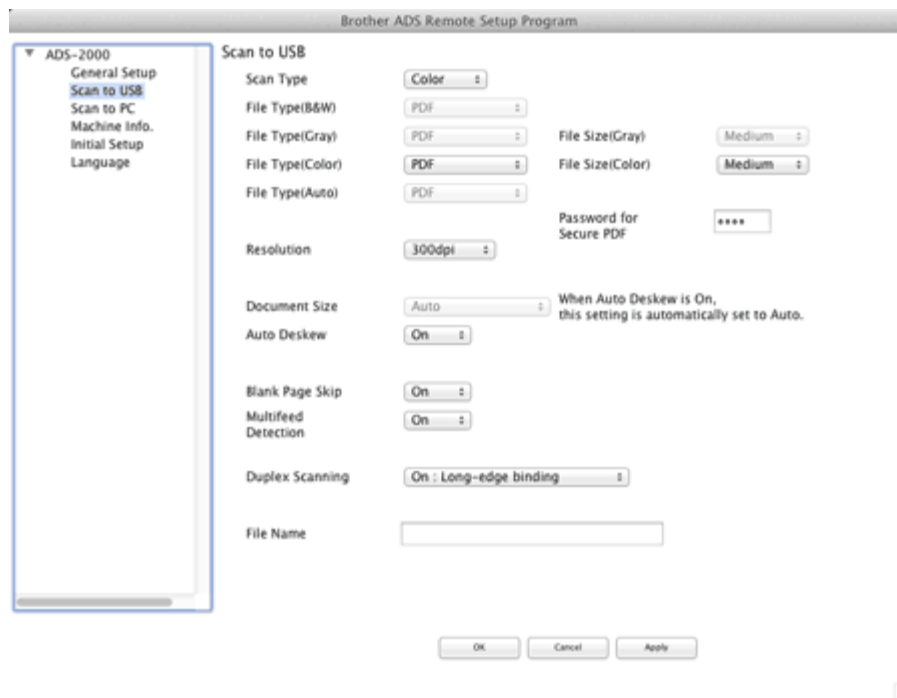 Brother ADS Remote Setup Program
ADS-2000
General Setup
Scan to USB
Scan to PC
Machine Info.
Initial Setup
Language
Scan to USB
Scan Type Color
File Type(B&W) PDF
File Type(Gray) PDF File Size(Gray) Medium
File Type(Color) PDF File Size(Color) Medium
File Type(Auto) PDF
Password for
Secure PDF ••••
Resolution 300dpi
Document Size Auto When Auto Deskew is On,
this setting is automatically set to Auto.
Auto Deskew On
Blank Page Skip On
Multifeed
Detection On
Duplex Scanning On : Long-edge binding
File Name
OK Cancel Apply